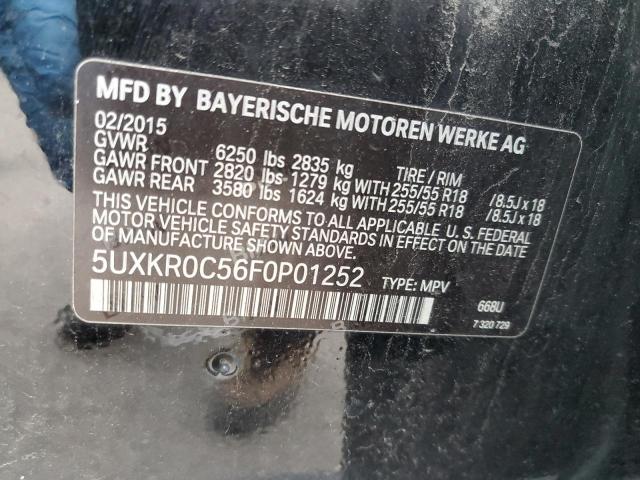 MFD BY BAYERISCHE MOTOREN WERKE AG
02/2015
GVWR 6250 lbs 2835 kg TIRE / RIM
GAWR FRONT 2820 lbs-1279 kg WITH 255/55 R18 /8.5J x 18
GAWR REAR 3580 lbs 1624 kg WITH 255/55 R18 /8.5J x 18
THIS VEHICLE CONFORMS TO ALL APPLICABLE U. S. FEDERAL
MOTOR VEHICLE SAFETY STANDARDS IN EFFECT ON THE DATE
OF MANUFACTURE SHOWN ABOVE.
5UXKR0C56F0P01252 TYPE: MPV
668U
7 320 729